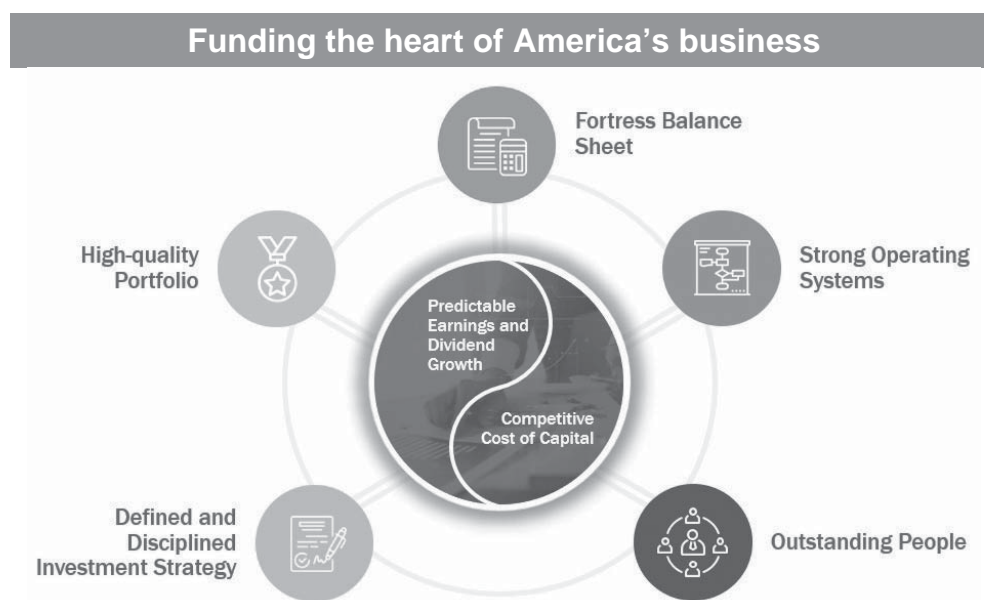 Funding the heart of America's business
Fortress Balance
Sheet
High-quality
Portfolio
Strong Operating
Systems
Predictable
Earnings and
Dividend
Growth
Competitive
Cost of Capital
Defined and
Disciplined
Investment Strategy
Outstanding People